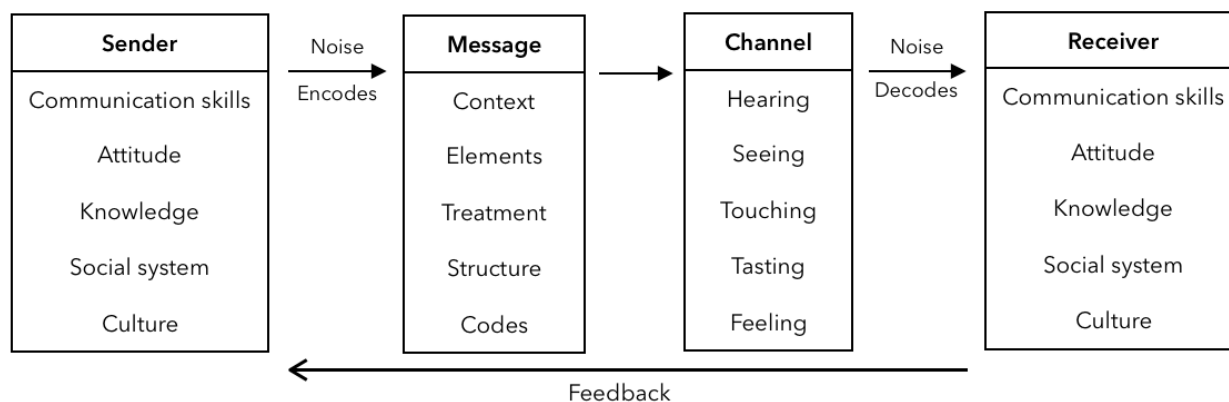 Sender
Communication skills
Attitude
Knowledge
Social system
Culture
Noise
Encodes
Message
Context
Elements
Treatment
Structure
Codes
Channel
Hearing
Seeing
Touching
Tasting
Feeling
Noise
Decodes
Receiver
Communication skills
Attitude
Knowledge
Social system
Culture
Feedback